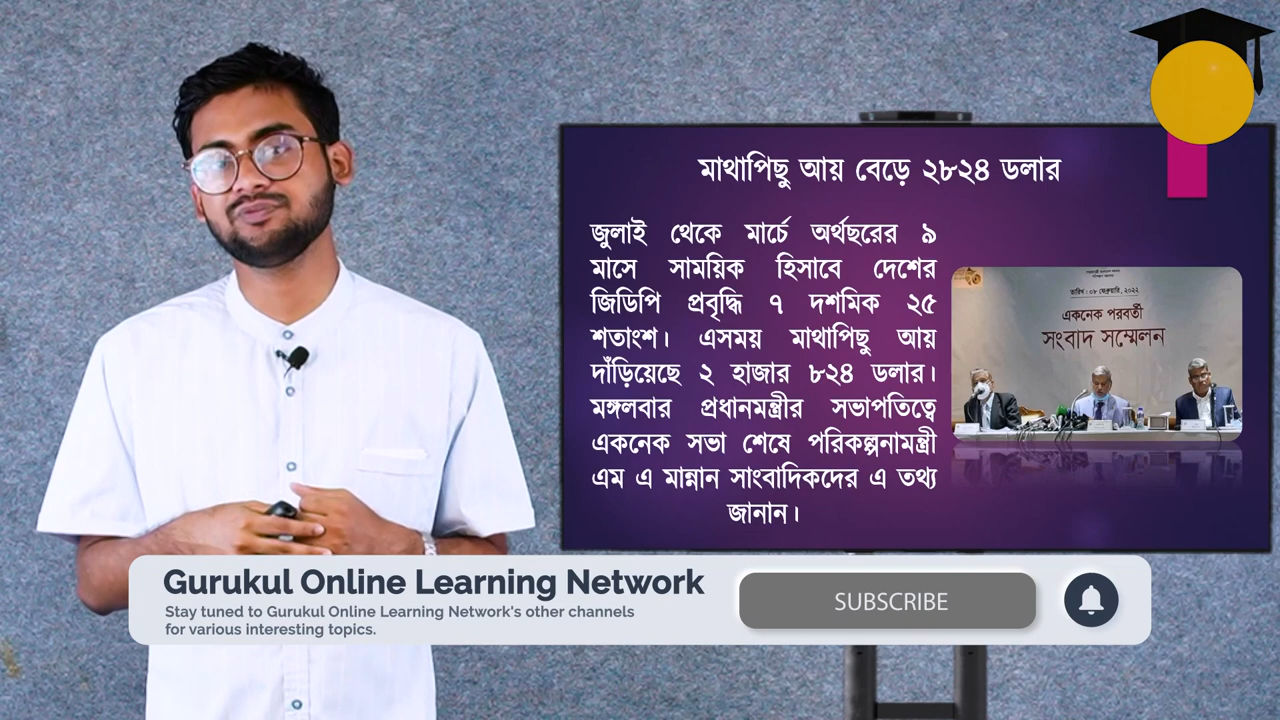 মাথাপিছু আয় বেড়ে ২৮২৪ ডলার
জুলাই থেকে মার্চে অর্থছরের ৯
মাসে সাময়িক হিসাবে দেশের
জিডিপি প্রবৃদ্ধি ৭ দশমিক ২৫
শতাংশ। এসময় মাথাপিছু আয়
দাঁড়িয়েছে ২ হাজার ৮২৪ ডলার।
মঙ্গলবার প্রধানমন্ত্রীর সভাপতিত্বে
একনেক সভা শেষে পরিকল্পনামন্ত্রী
এম এ মান্নান সাংবাদিকদের এ তথ্য
জানান।
তারিখ : ০৮ ফেব্রুয়ারি, ২০২২
একনেক পরবর্তী
সংবাদ সম্মেলন
Gurukul Online Learning Network
Stay tuned to Gurukul Online Learning Network's other channels
for various interesting topics.
SUBSCRIBE